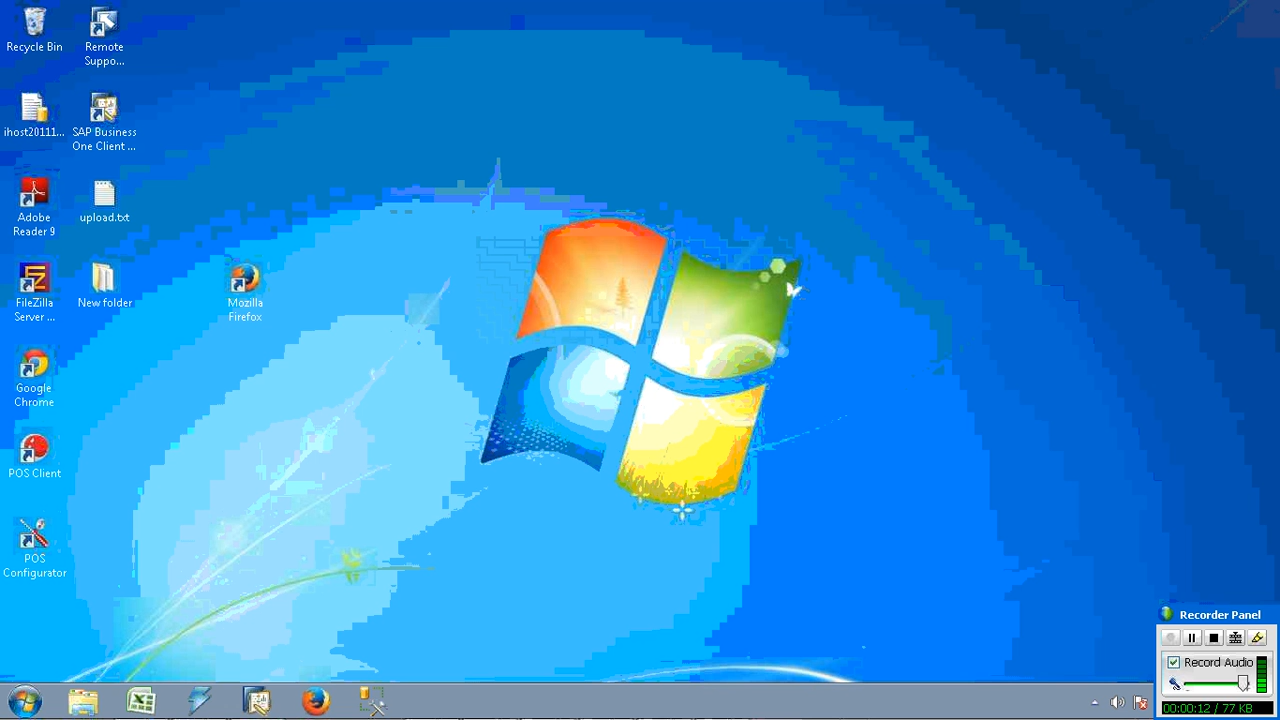 Recycle Bin
Remote
Suppo...
ihost20111...
SAP Business
One Client ...
Adobe
Reader 9
upload.txt
FileZilla
Server ...
New folder
Mozilla
Firefox
Google
Chrome
POS Client
POS
Configurator
Recorder Panel
Record Audio
00:00:12 / 77 KB